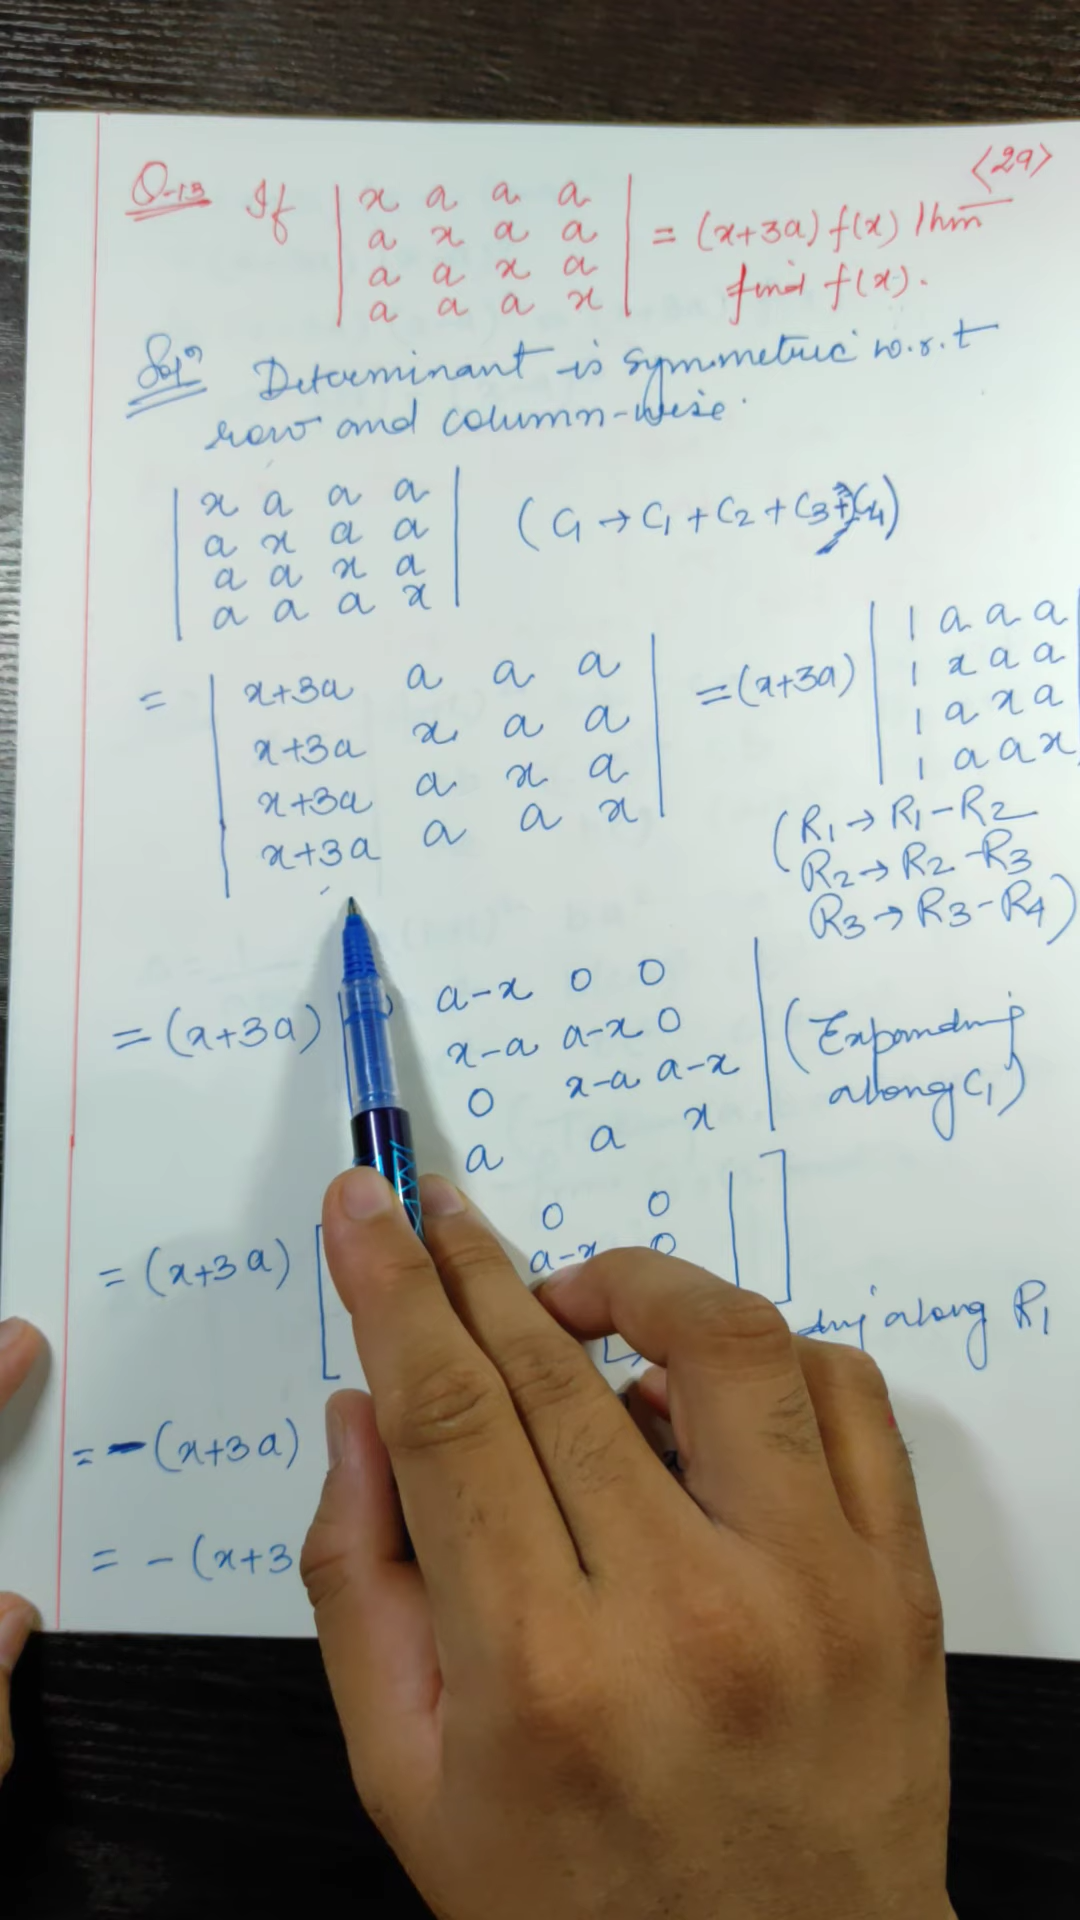 <29>
Q-13 If | x a a a | = (x+3a) f(x) then
| a x a a | find f(x).
| a a x a |
| a a a x |
Solⁿ Determinant is symmetric w.r.t
row and column-wise.
| x a a a | (C1 → C1 + C2 + C3 + C4)
| a x a a |
| a a x a |
| a a a x |
= | x+3a a a a | = (x+3a) | 1 a a a |
| x+3a x a a | | 1 x a a |
| x+3a a x a | | 1 a x a |
| x+3a a a x | | 1 a a x |
(R1 → R1 - R2
R2 → R2 - R3
R3 → R3 - R4)
= (x+3a) | a-x 0 0 | (Expanding
x-a a-x 0 | along C1)
0 x-a a-x |
a a x |
= (x+3a) [ 0 0 | ]
a-x 0
along R1
= -(x+3a)
= - (x+3